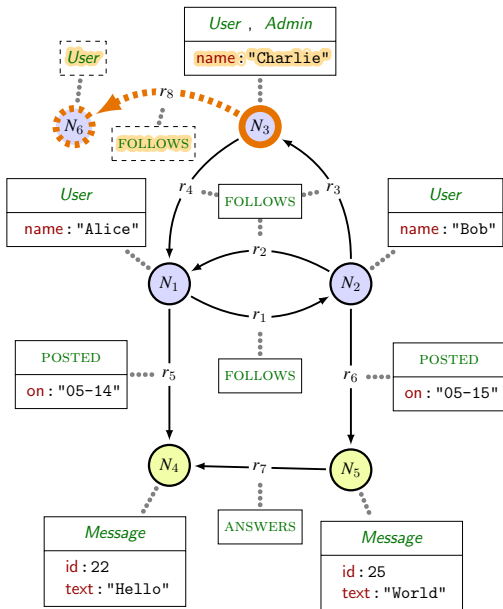 User , Admin
name : "Charlie"
User
r8
N6
N3
FOLLOWS
r4
r3
User
FOLLOWS
User
name : "Alice"
name : "Bob"
r2
N1
N2
r1
POSTED
FOLLOWS
POSTED
r5
r6
on : "05-14"
on : "05-15"
N4
r7
N5
Message
ANSWERS
Message
id : 22
text : "Hello"
id : 25
text : "World"